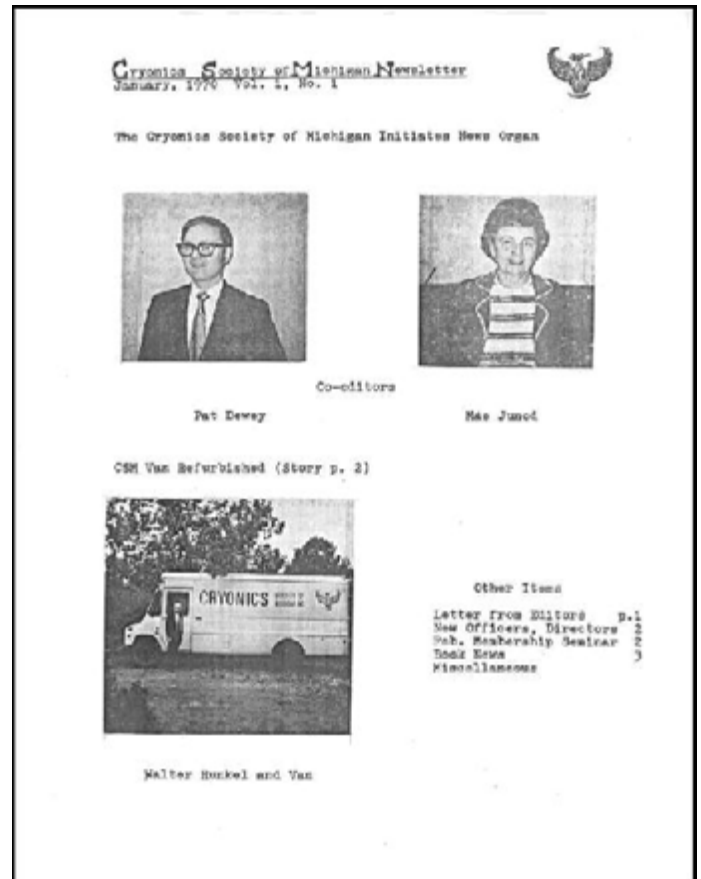 Cryonics Society of Michigan Newsletter
January, 1970 Vol. 1, No. 1
The Cryonics Society of Michigan Initiates News Organ
Co-editors
Pat Dewey
Mae Junod
CSM Van Refurbished (Story p. 2)
CRYONICS
Other Items
Letter from Editors p.1
New Officers, Directors 2
Feb. Membership Seminar 2
Book News 3
Miscellaneous
Walter Runkel and Van